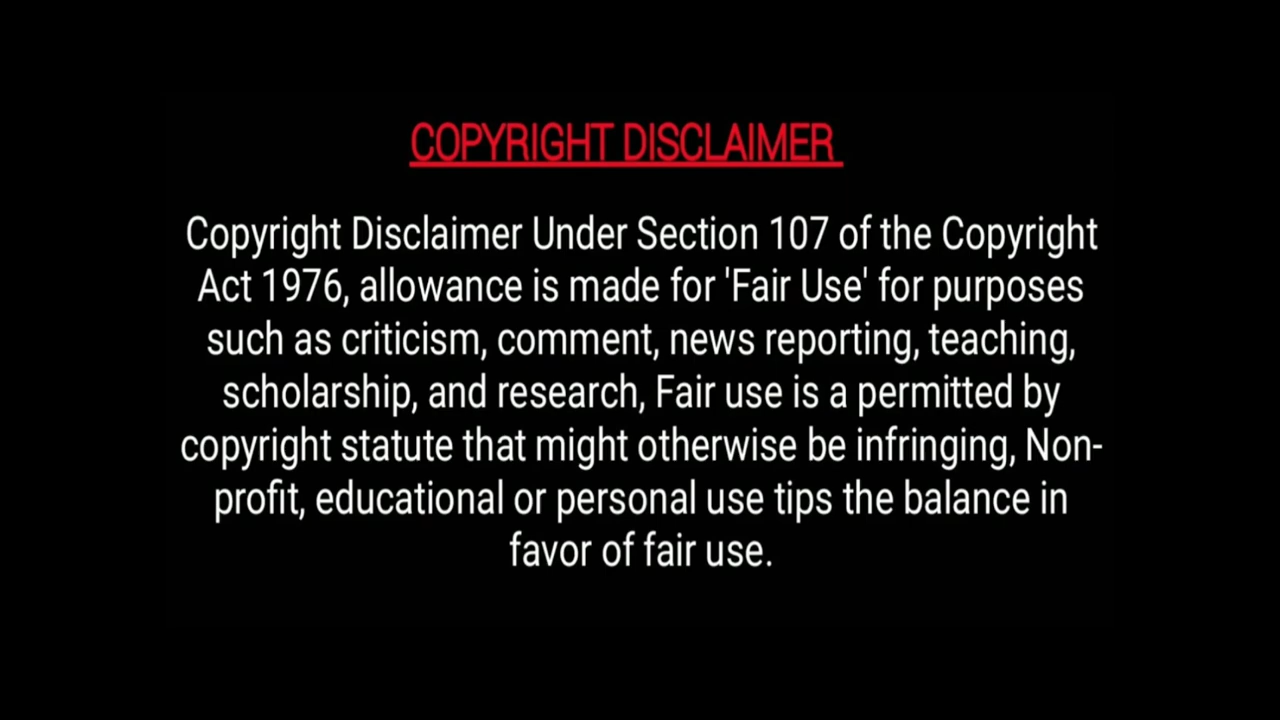 COPYRIGHT DISCLAIMER
Copyright Disclaimer Under Section 107 of the Copyright
Act 1976, allowance is made for 'Fair Use' for purposes
such as criticism, comment, news reporting, teaching,
scholarship, and research, Fair use is a permitted by
copyright statute that might otherwise be infringing, Non-
profit, educational or personal use tips the balance in
favor of fair use.